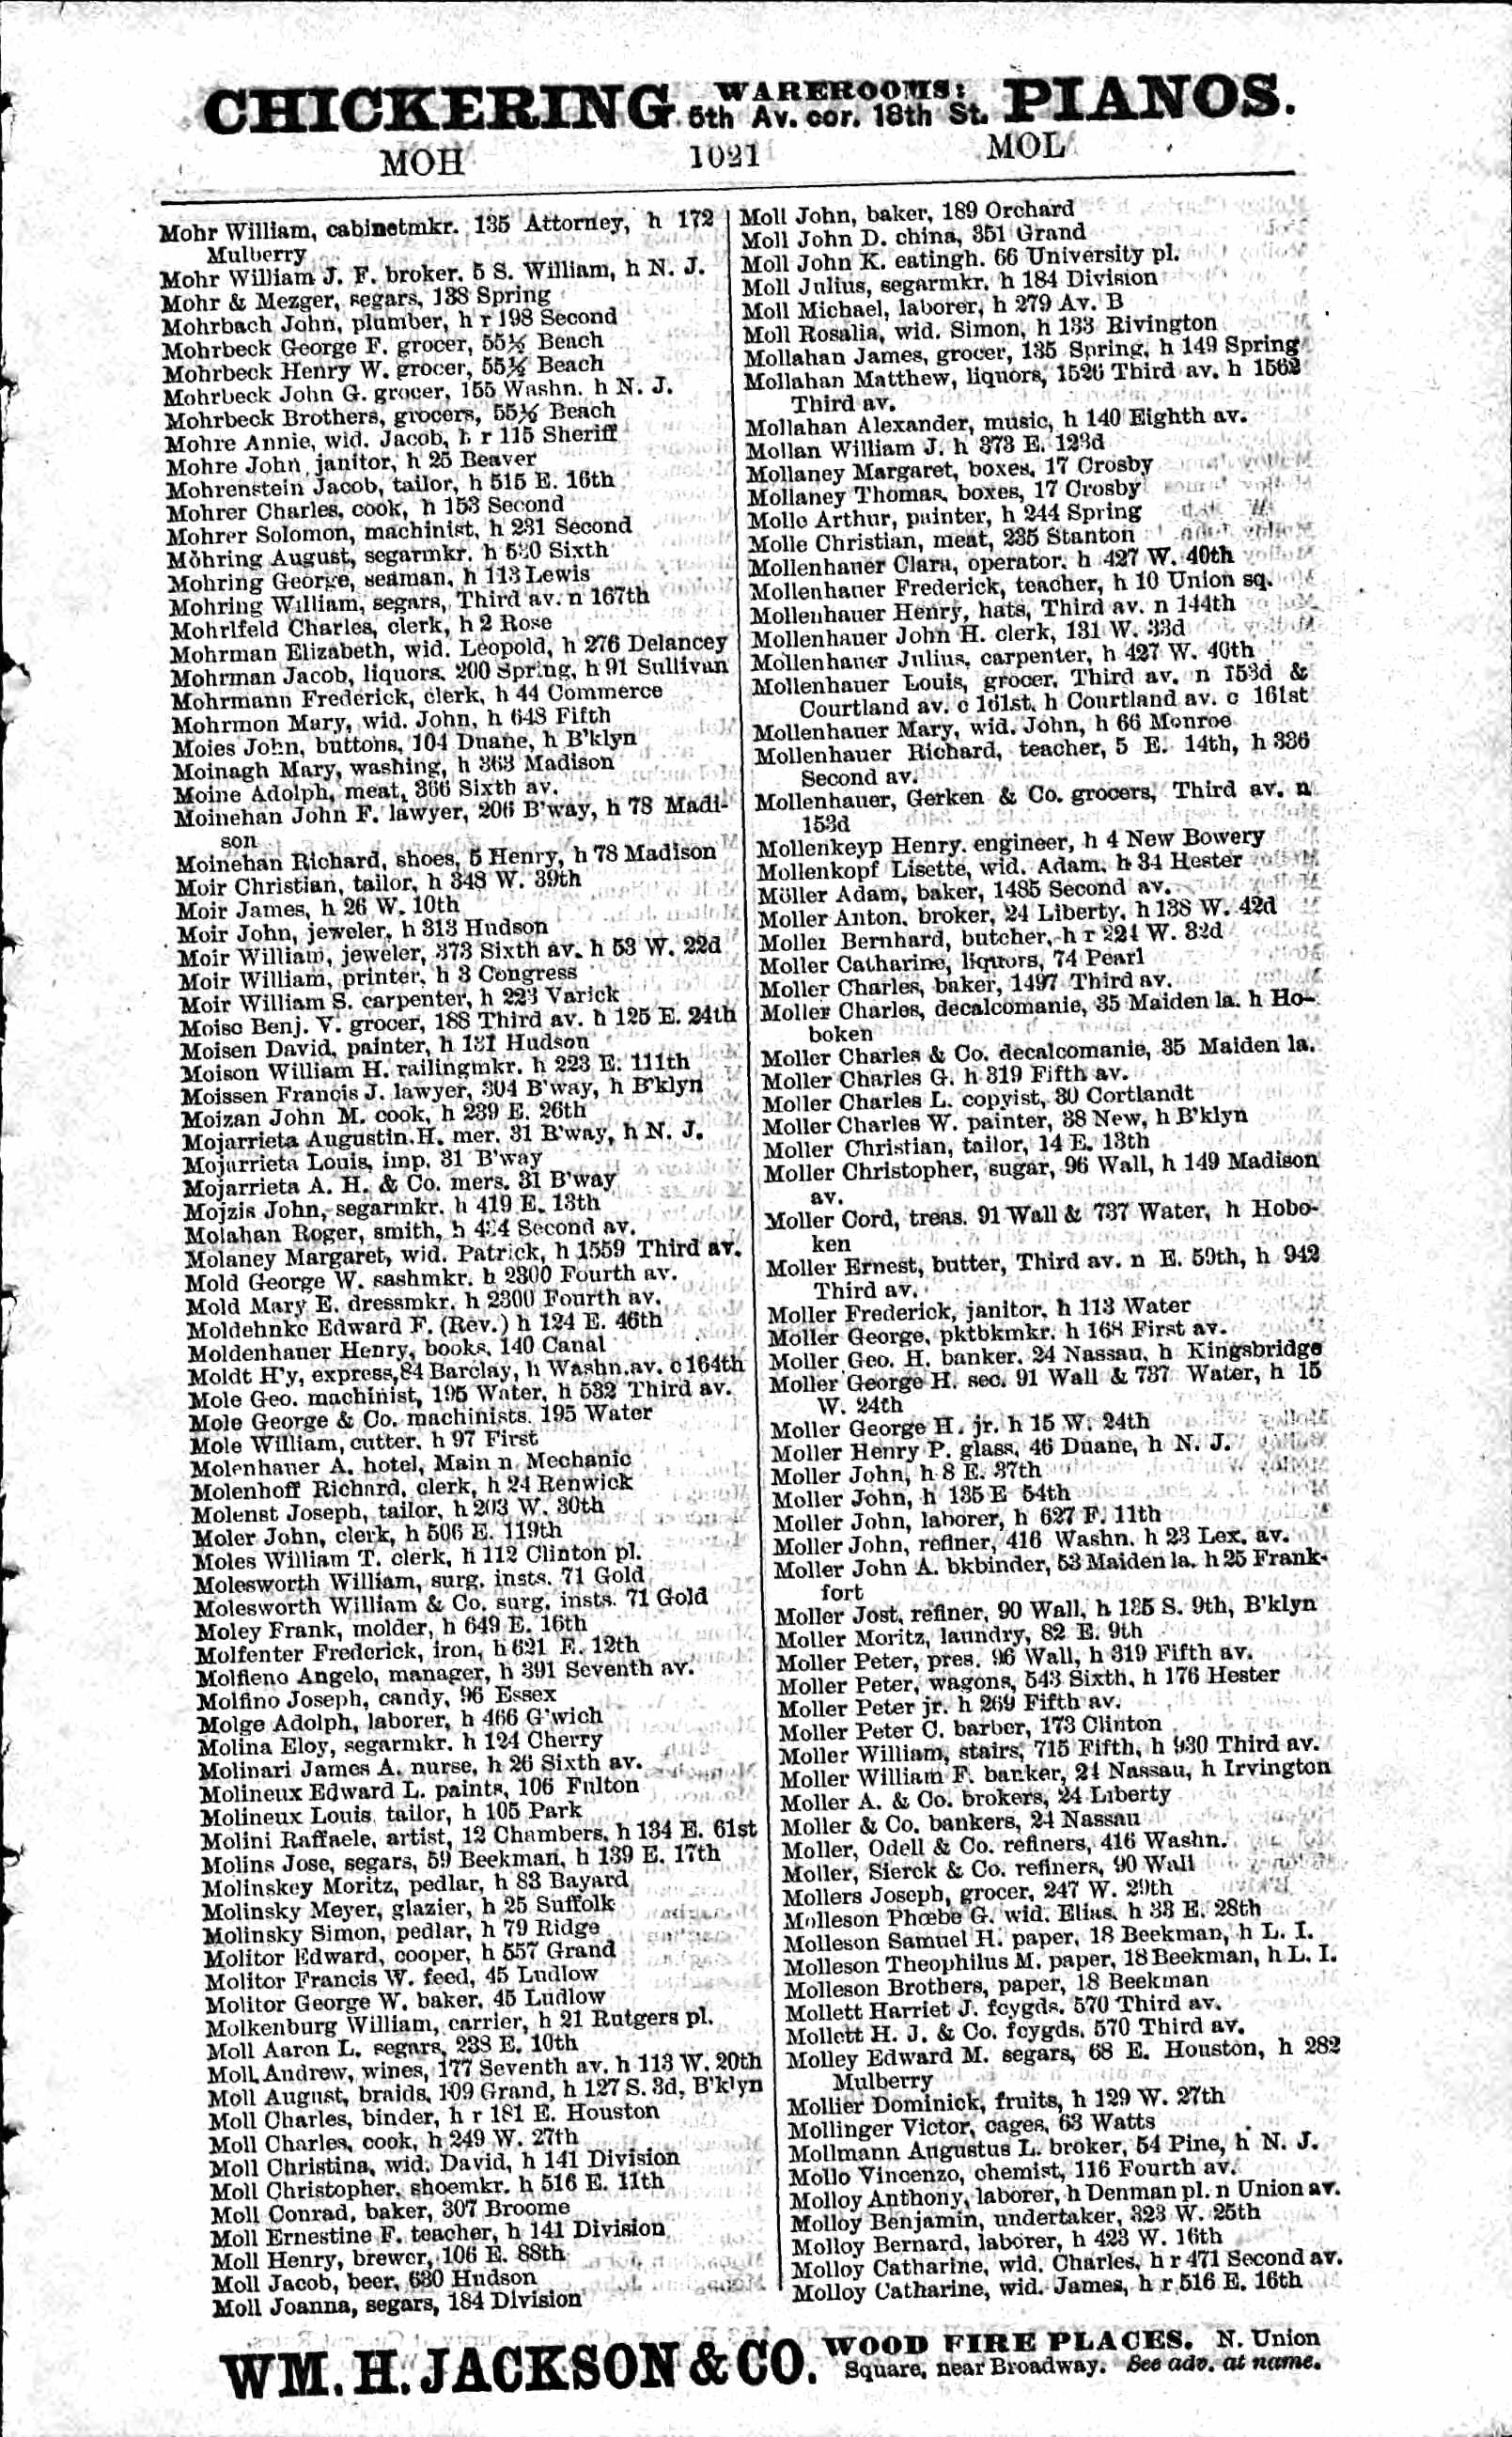 CHICKERING WAREROOMS: 5th Av. cor. 18th St. PIANOS.
MOH 1021 MOL
Mohr William, cabinetmkr. 135 Attorney, h 172
Mulberry
Mohr William J. F. broker. 5 S. William, h N. J.
Mohr & Mezger, segars, 138 Spring
Mohrbach John, plumber, h r 198 Second
Mohrbeck George F. grocer, 55½ Beach
Mohrbeck Henry W. grocer, 55½ Beach
Mohrbeck John G. grocer, 155 Washn. h N. J.
Mohrbeck Brothers, grocers, 55½ Beach
Mohre Annie, wid. Jacob, h r 115 Sheriff
Mohre John, janitor, h 25 Beaver
Mohrenstein Jacob, tailor, h 515 E. 16th
Mohrer Charles, cook, h 153 Second
Mohrer Solomon, machinist, h 231 Second
Möhring August, segarmkr. h 520 Sixth
Mohring George, seaman, h 113 Lewis
Mohring William, segars, Third av. n 167th
Mohrlfeld Charles, clerk, h 2 Rose
Mohrman Elizabeth, wid. Leopold, h 276 Delancey
Mohrman Jacob, liquors, 200 Spring, h 91 Sullivan
Mohrmann Frederick, clerk, h 44 Commerce
Mohrmon Mary, wid. John, h 648 Fifth
Moies John, buttons, 104 Duane, h B'klyn
Moinagh Mary, washing, h 363 Madison
Moine Adolph, meat, 366 Sixth av.
Moinehan John F. lawyer, 206 B'way, h 78 Madi-
son
Moinehan Richard, shoes, 5 Henry, h 78 Madison
Moir Christian, tailor, h 348 W. 39th
Moir James, h 26 W. 10th
Moir John, jeweler, h 313 Hudson
Moir William, jeweler, 373 Sixth av. h 53 W. 22d
Moir William, printer, h 3 Congress
Moir William S. carpenter, h 223 Varick
Moise Benj. V. grocer, 188 Third av. h 125 E. 24th
Moisen David, painter, h 131 Hudson
Moison William H. railingmkr. h 223 E. 111th
Moissen Francis J. lawyer, 304 B'way, h B'klyn
Moizan John M. cook, h 239 E. 26th
Mojarrieta Augustin H. mer. 31 B'way, h N. J.
Mojarrieta Louis, imp. 31 B'way
Mojarrieta A. H. & Co. mers. 31 B'way
Mojzis John, segarmkr. h 419 E. 13th
Molahan Roger, smith, h 424 Second av.
Molaney Margaret, wid. Patrick, h 1559 Third av.
Mold George W. sashmkr. h 2300 Fourth av.
Mold Mary E. dressmkr. h 2300 Fourth av.
Moldehnke Edward F. (Rev.) h 124 E. 46th
Moldenhauer Henry, books, 140 Canal
Moldt H'y, express, 84 Barclay, h Washn. av. c 164th
Mole Geo. machinist, 195 Water, h 532 Third av.
Mole George & Co. machinists. 195 Water
Mole William, cutter, h 97 First
Molenhauer A. hotel, Main n Mechanic
Molenhoff Richard, clerk, h 24 Renwick
Molenst Joseph, tailor, h 203 W. 30th
Moler John, clerk, h 506 E. 119th
Moles William T. clerk, h 112 Clinton pl.
Molesworth William, surg. insts. 71 Gold
Molesworth William & Co. surg. insts. 71 Gold
Moley Frank, molder, h 649 E. 16th
Molfenter Frederick, iron, h 621 E. 12th
Molfieno Angelo, manager, h 391 Seventh av.
Molfino Joseph, candy, 96 Essex
Molge Adolph, laborer, h 466 G'wich
Molina Eloy, segarmkr. h 124 Cherry
Molinari James A. nurse, h 26 Sixth av.
Molineux Edward L. paints, 106 Fulton
Molineux Louis, tailor, h 105 Park
Molini Raffaele, artist, 12 Chambers, h 134 E. 61st
Molins Jose, segars, 59 Beekman, h 139 E. 17th
Molinskey Moritz, pedlar, h 83 Bayard
Molinsky Meyer, glazier, h 25 Suffolk
Molinsky Simon, pedlar, h 79 Ridge
Molitor Edward, cooper, h 557 Grand
Molitor Francis W. feed, 45 Ludlow
Molitor George W. baker, 45 Ludlow
Molkenburg William, carrier, h 21 Rutgers pl.
Moll Aaron L. segars, 238 E. 10th
Moll Andrew, wines, 177 Seventh av. h 113 W. 20th
Moll August, braids, 109 Grand, h 127 S. 3d, B'klyn
Moll Charles, binder, h r 181 E. Houston
Moll Charles, cook, h 249 W. 27th
Moll Christina, wid. David, h 141 Division
Moll Christopher, shoemkr. h 516 E. 11th
Moll Conrad, baker, 307 Broome
Moll Ernestine F. teacher, h 141 Division
Moll Henry, brewer, 106 E. 88th
Moll Jacob, beer, 630 Hudson
Moll Joanna, segars, 184 Division
Moll John, baker, 189 Orchard
Moll John D. china, 351 Grand
Moll John K. eatingh. 66 University pl.
Moll Julius, segarmkr. h 184 Division
Moll Michael, laborer, h 279 Av. B
Moll Rosalia, wid. Simon, h 133 Rivington
Mollahan James, grocer, 135 Spring, h 149 Spring
Mollahan Matthew, liquors, 1526 Third av. h 1562
Third av.
Mollahan Alexander, music, h 140 Eighth av.
Mollan William J. h 373 E. 123d
Mollaney Margaret, boxes, 17 Crosby
Mollaney Thomas, boxes, 17 Crosby
Molle Arthur, painter, h 244 Spring
Molle Christian, meat, 235 Stanton
Mollenhauer Clara, operator, h 427 W. 40th
Mollenhauer Frederick, teacher, h 10 Union sq.
Mollenhauer Henry, hats, Third av. n 144th
Mollenhauer John H. clerk, 131 W. 33d
Mollenhauer Julius, carpenter, h 427 W. 40th
Mollenhauer Louis, grocer, Third av. n 153d &
Courtland av. c 161st, h Courtland av. c 161st
Mollenhauer Mary, wid. John, h 66 Monroe
Mollenhauer Richard, teacher, 5 E. 14th, h 336
Second av.
Mollenhauer, Gerken & Co. grocers, Third av. n
153d
Mollenkeyp Henry. engineer, h 4 New Bowery
Mollenkopf Lisette, wid. Adam, h 34 Hester
Möller Adam, baker, 1485 Second av.
Moller Anton, broker, 24 Liberty, h 138 W. 42d
Moller Bernhard, butcher, h r 221 W. 32d
Moller Catharine, liquors, 74 Pearl
Moller Charles, baker, 1497 Third av.
Moller Charles, decalcomanie, 35 Maiden la. h Ho-
boken
Moller Charles & Co. decalcomanie, 35 Maiden la.
Moller Charles G. h 319 Fifth av.
Moller Charles L. copyist, 30 Cortlandt
Moller Charles W. painter, 38 New, h B'klyn
Moller Christian, tailor, 14 E. 13th
Moller Christopher, sugar, 96 Wall, h 149 Madison
av.
Moller Cord, treas. 91 Wall & 737 Water, h Hobo-
ken
Moller Ernest, butter, Third av. n E. 59th, h 942
Third av.
Moller Frederick, janitor, h 113 Water
Moller George, pktbkmkr. h 168 First av.
Moller Geo. H. banker. 24 Nassau, h Kingsbridge
Moller George H. sec. 91 Wall & 737 Water, h 15
W. 24th
Moller George H. jr. h 15 W. 24th
Moller Henry P. glass, 46 Duane, h N. J.
Moller John, h 8 E. 37th
Moller John, h 135 E 54th
Moller John, laborer, h 627 E. 11th
Moller John, refiner, 416 Washn. h 23 Lex. av.
Moller John A. bkbinder, 53 Maiden la. h 25 Frank-
fort
Moller Jost, refiner, 90 Wall, h 135 S. 9th, B'klyn
Moller Moritz, laundry, 82 E. 9th
Moller Peter, pres. 96 Wall, h 319 Fifth av.
Moller Peter, wagons, 543 Sixth, h 176 Hester
Moller Peter jr. h 269 Fifth av.
Moller Peter C. barber, 173 Clinton
Moller William, stairs, 715 Fifth, h 930 Third av.
Moller William F. banker, 24 Nassau, h Irvington
Moller A. & Co. brokers, 24 Liberty
Moller & Co. bankers, 24 Nassau
Moller, Odell & Co. refiners, 416 Washn.
Moller, Sierck & Co. refiners, 90 Wall
Mollers Joseph, grocer, 247 W. 29th
Molleson Phœbe G. wid. Elias, h 33 E. 28th
Molleson Samuel H. paper, 18 Beekman, h L. I.
Molleson Theophilus M. paper, 18 Beekman, h L. I.
Molleson Brothers, paper, 18 Beekman
Mollett Harriet J. fcygds. 570 Third av.
Mollett H. J. & Co. fcygds. 570 Third av.
Molley Edward M. segars, 68 E. Houston, h 282
Mulberry
Mollier Dominick, fruits, h 129 W. 27th
Mollinger Victor, cages, 63 Watts
Mollmann Augustus L. broker, 54 Pine, h N. J.
Mollo Vincenzo, chemist, 116 Fourth av.
Molloy Anthony, laborer, h Denman pl. n Union av.
Molloy Benjamin, undertaker, 323 W. 25th
Molloy Bernard, laborer, h 423 W. 16th
Molloy Catharine, wid. Charles, h r 471 Second av.
Molloy Catharine, wid. James, h r 516 E. 16th
WM. H. JACKSON & CO. WOOD FIRE PLACES. N. Union
Square, near Broadway. See adv. at name.